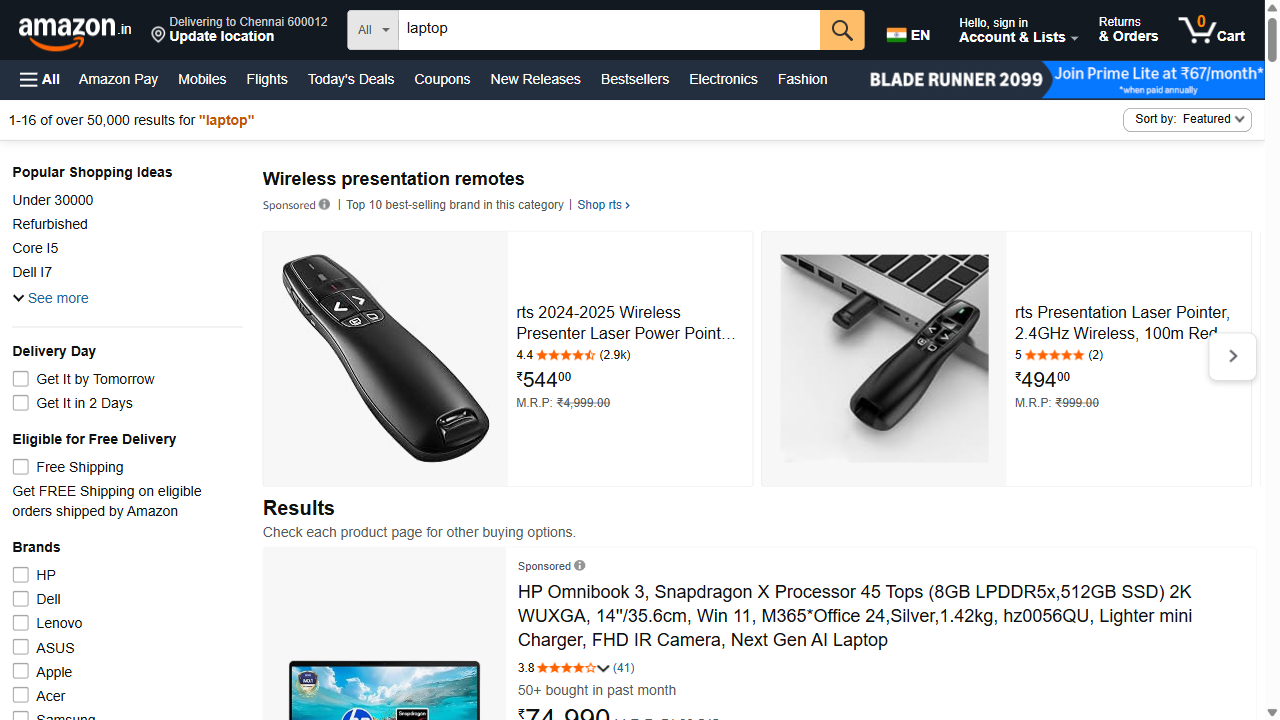 amazon.in
Delivering to Chennai 600012
Update location
All
laptop
EN
Hello, sign in
Account & Lists
Returns
& Orders
0
Cart
All
Amazon Pay
Mobiles
Flights
Today's Deals
Coupons
New Releases
Bestsellers
Electronics
Fashion
BLADE RUNNER 2099
Join Prime Lite at ₹67/month*
*when paid annually
1-16 of over 50,000 results for "laptop"
Sort by: Featured
Popular Shopping Ideas
Under 30000
Refurbished
Core I5
Dell I7
See more
Delivery Day
Get It by Tomorrow
Get It in 2 Days
Eligible for Free Delivery
Free Shipping
Get FREE Shipping on eligible
orders shipped by Amazon
Brands
HP
Dell
Lenovo
ASUS
Apple
Acer
Samsung
Wireless presentation remotes
Sponsored | Top 10 best-selling brand in this category | Shop rts ›
rts 2024-2025 Wireless
Presenter Laser Power Point…
4.4 (2.9k)
₹54400
M.R.P: ₹4,999.00
rts Presentation Laser Pointer,
2.4GHz Wireless, 100m Red
5 (2)
₹49400
M.R.P: ₹999.00
Results
Check each product page for other buying options.
Sponsored
HP Omnibook 3, Snapdragon X Processor 45 Tops (8GB LPDDR5x,512GB SSD) 2K
WUXGA, 14"/35.6cm, Win 11, M365*Office 24,Silver,1.42kg, hz0056QU, Lighter mini
Charger, FHD IR Camera, Next Gen AI Laptop
3.8 (41)
50+ bought in past month
₹74,990
Snapdragon